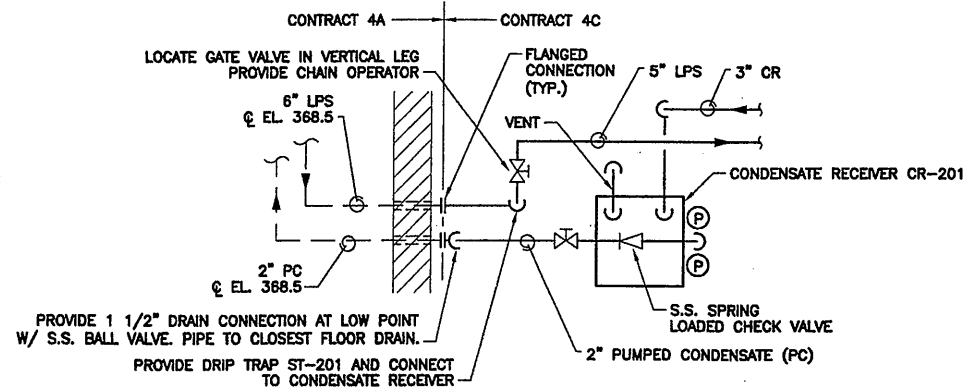 CONTRACT 4A
CONTRACT 4C
LOCATE GATE VALVE IN VERTICAL LEG
PROVIDE CHAIN OPERATOR
FLANGED
CONNECTION
(TYP.)
5" LPS
3" CR
6" LPS
℄ EL. 368.5
VENT
CONDENSATE RECEIVER CR-201
P
P
2" PC
℄ EL. 368.5
S.S. SPRING
LOADED CHECK VALVE
PROVIDE 1 1/2" DRAIN CONNECTION AT LOW POINT
W/ S.S. BALL VALVE. PIPE TO CLOSEST FLOOR DRAIN.
2" PUMPED CONDENSATE (PC)
PROVIDE DRIP TRAP ST-201 AND CONNECT
TO CONDENSATE RECEIVER